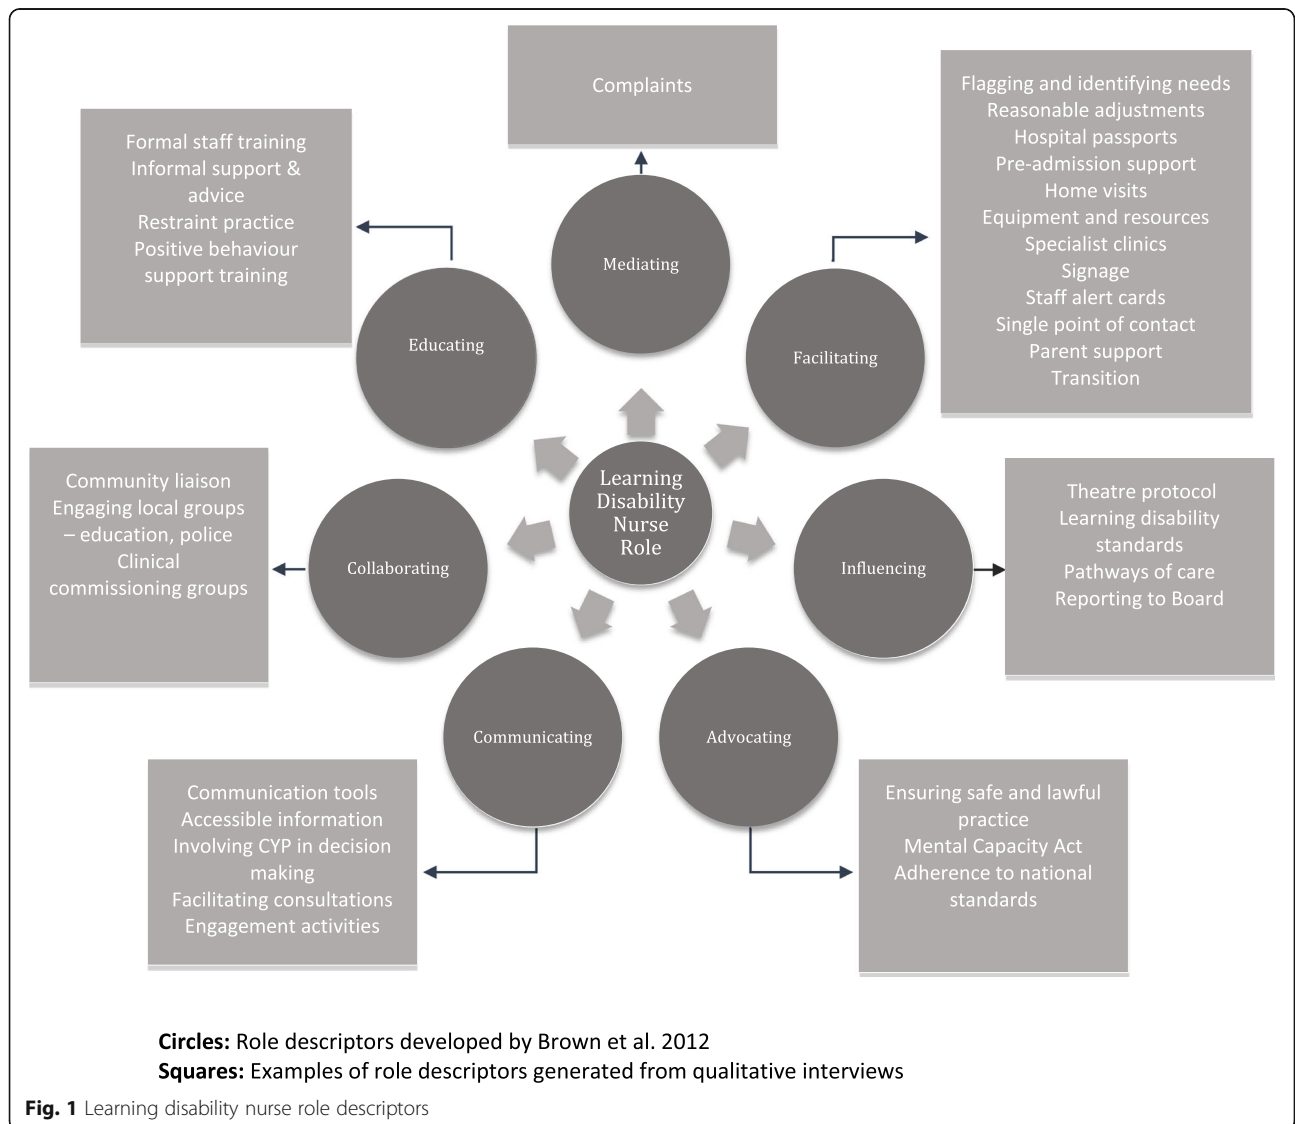 Complaints
Flagging and identifying needs
Reasonable adjustments
Hospital passports
Pre-admission support
Home visits
Equipment and resources
Specialist clinics
Signage
Staff alert cards
Single point of contact
Parent support
Transition
Formal staff training
Informal support &
advice
Restraint practice
Positive behaviour
support training
Mediating
Educating
Facilitating
Learning
Disability
Nurse
Role
Community liaison
Engaging local groups
– education, police
Clinical
commissioning groups
Collaborating
Influencing
Theatre protocol
Learning disability
standards
Pathways of care
Reporting to Board
Communicating
Advocating
Communication tools
Accessible information
Involving CYP in decision
making
Facilitating consultations
Engagement activities
Ensuring safe and lawful
practice
Mental Capacity Act
Adherence to national
standards
Circles: Role descriptors developed by Brown et al. 2012
Squares: Examples of role descriptors generated from qualitative interviews
Fig. 1 Learning disability nurse role descriptors